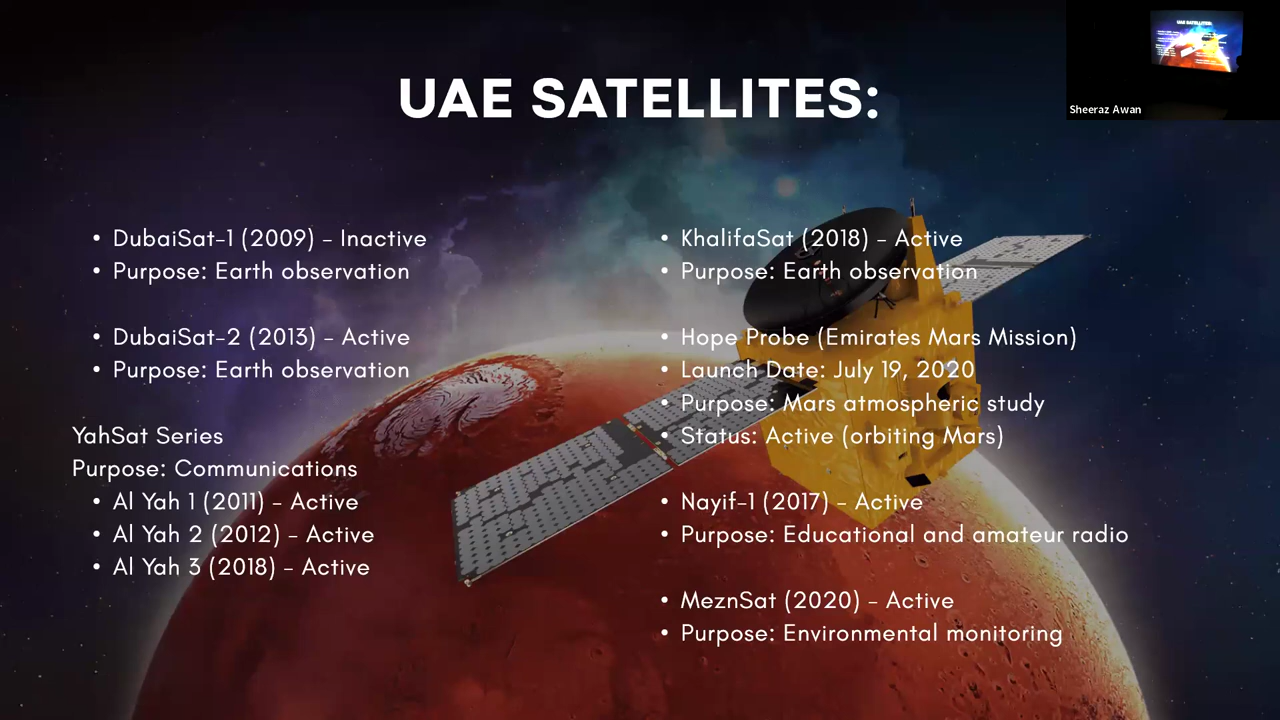 UAE SATELLITES:
Sheeraz Awan
• DubaiSat-1 (2009) - Inactive
• Purpose: Earth observation
• DubaiSat-2 (2013) - Active
• Purpose: Earth observation
YahSat Series
Purpose: Communications
• Al Yah 1 (2011) - Active
• Al Yah 2 (2012) - Active
• Al Yah 3 (2018) - Active
• KhalifaSat (2018) - Active
• Purpose: Earth observation
• Hope Probe (Emirates Mars Mission)
• Launch Date: July 19, 2020
• Purpose: Mars atmospheric study
• Status: Active (orbiting Mars)
• Nayif-1 (2017) - Active
• Purpose: Educational and amateur radio
• MeznSat (2020) - Active
• Purpose: Environmental monitoring